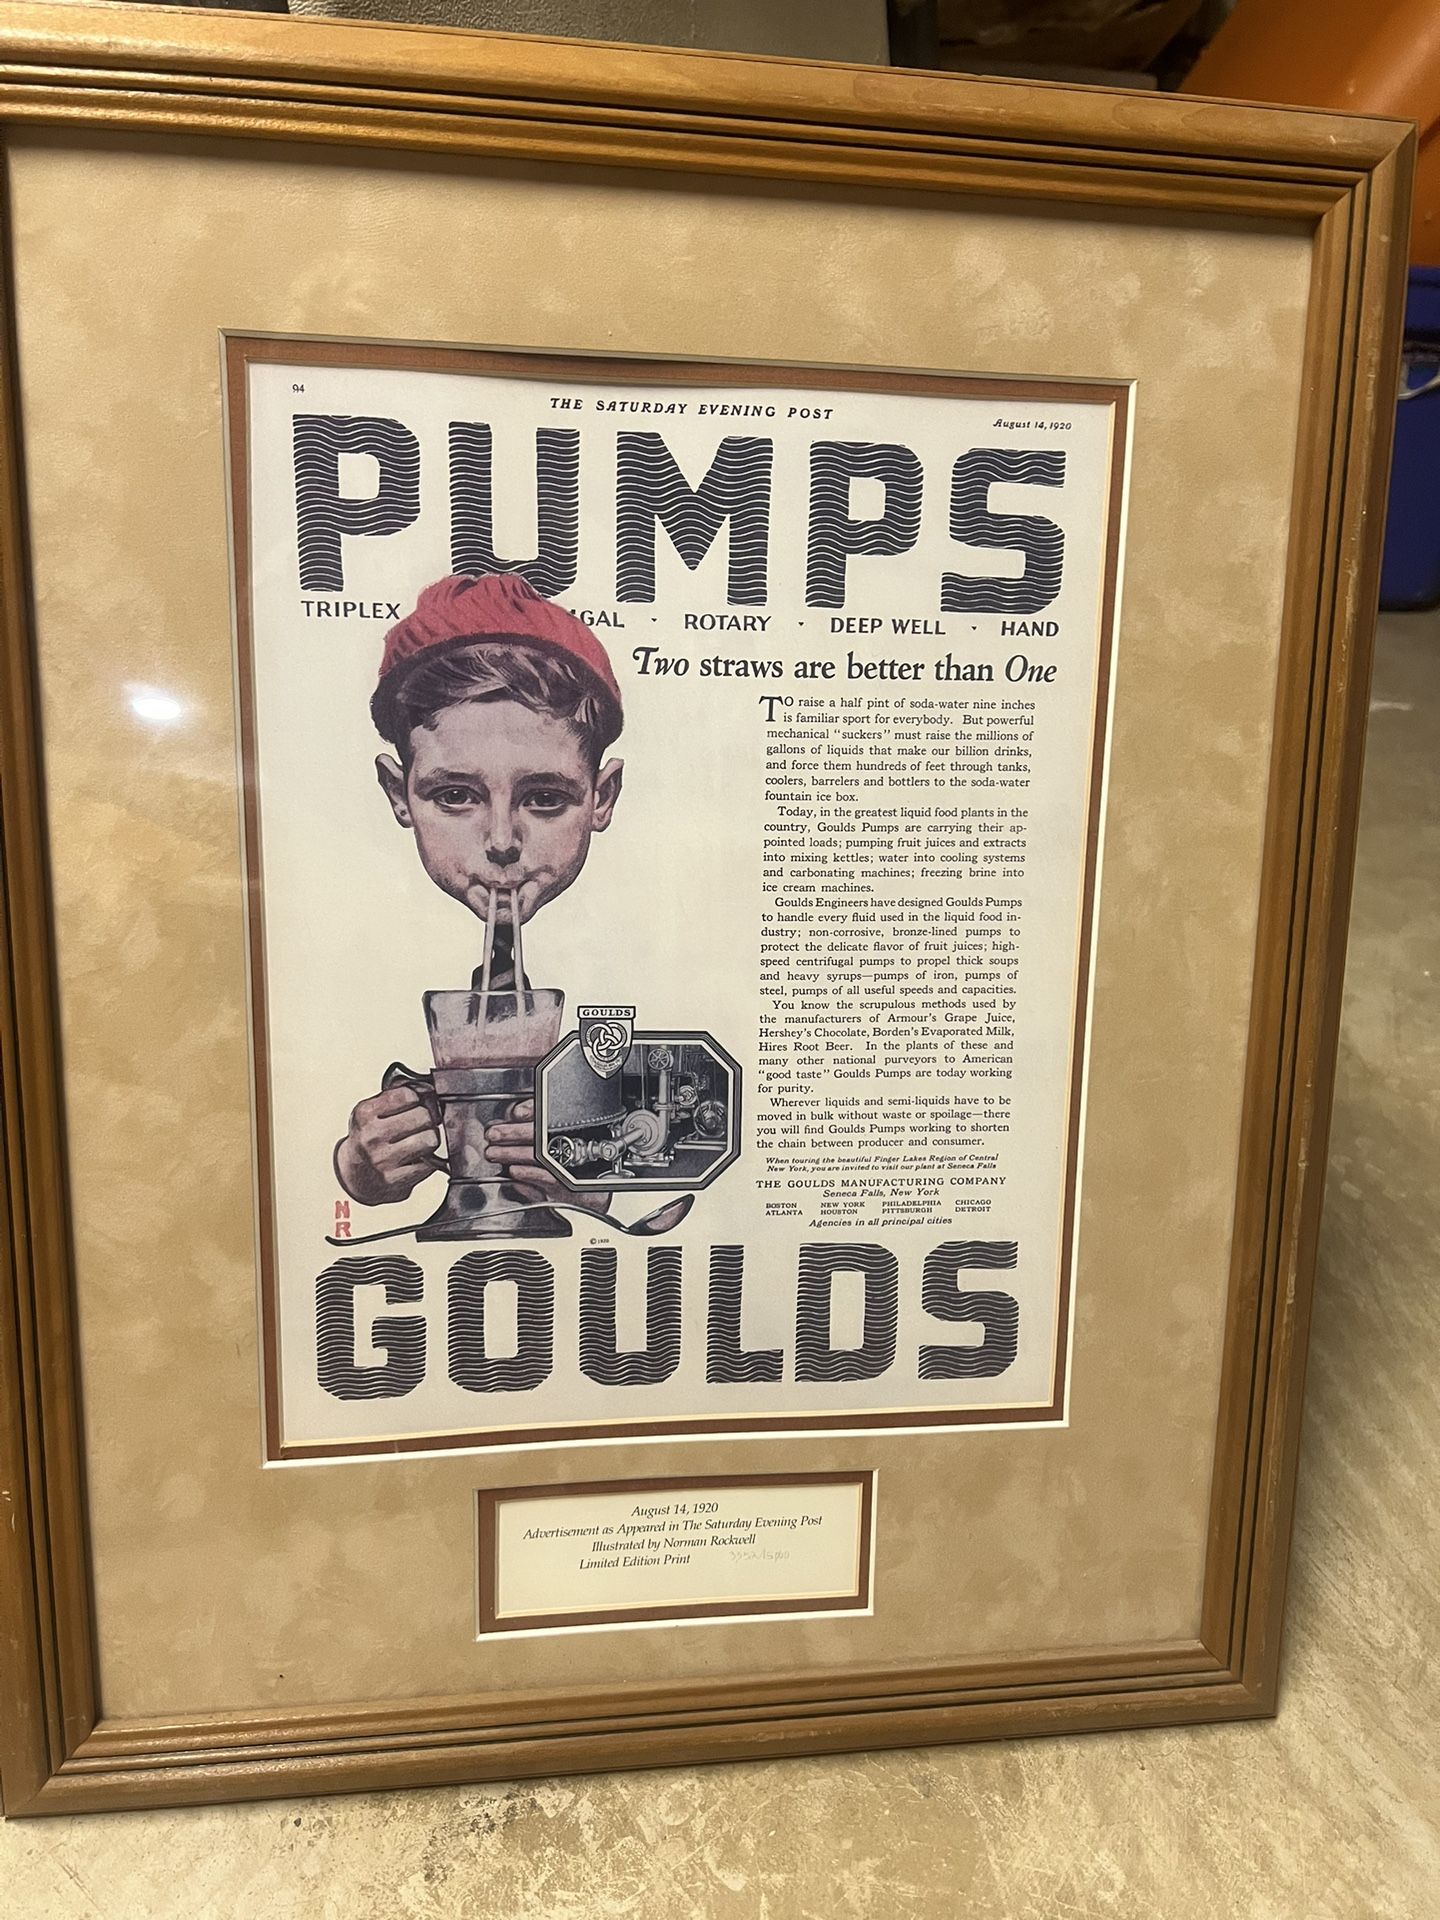 94
THE SATURDAY EVENING POST
August 14, 1920
PUMPS
TRIPLEX GAL · ROTARY · DEEP WELL · HAND
Two straws are better than One
TO raise a half pint of soda-water nine inches
is familiar sport for everybody. But powerful
mechanical "suckers" must raise the millions of
gallons of liquids that make our billion drinks,
and force them hundreds of feet through tanks,
coolers, barrelers and bottlers to the soda-water
fountain ice box.
Today, in the greatest liquid food plants in the
country, Goulds Pumps are carrying their ap-
pointed loads; pumping fruit juices and extracts
into mixing kettles; water into cooling systems
and carbonating machines; freezing brine into
ice cream machines.
Goulds Engineers have designed Goulds Pumps
to handle every fluid used in the liquid food in-
dustry; non-corrosive, bronze-lined pumps to
protect the delicate flavor of fruit juices; high-
speed centrifugal pumps to propel thick soups
and heavy syrups—pumps of iron, pumps of
steel, pumps of all useful speeds and capacities.
You know the scrupulous methods used by
the manufacturers of Armour's Grape Juice,
Hershey's Chocolate, Borden's Evaporated Milk,
Hires Root Beer. In the plants of these and
many other national purveyors to American
"good taste" Goulds Pumps are today working
for purity.
Wherever liquids and semi-liquids have to be
moved in bulk without waste or spoilage—there
you will find Goulds Pumps working to shorten
the chain between producer and consumer.
When touring the beautiful Finger Lakes Region of Central
New York, you are invited to visit our plant at Seneca Falls
THE GOULDS MANUFACTURING COMPANY
Seneca Falls, New York
BOSTON NEW YORK PHILADELPHIA CHICAGO
ATLANTA HOUSTON PITTSBURGH DETROIT
Agencies in all principal cities
GOULDS
NR
© 1920
GOULDS
August 14, 1920
Advertisement as Appeared in The Saturday Evening Post
Illustrated by Norman Rockwell
Limited Edition Print